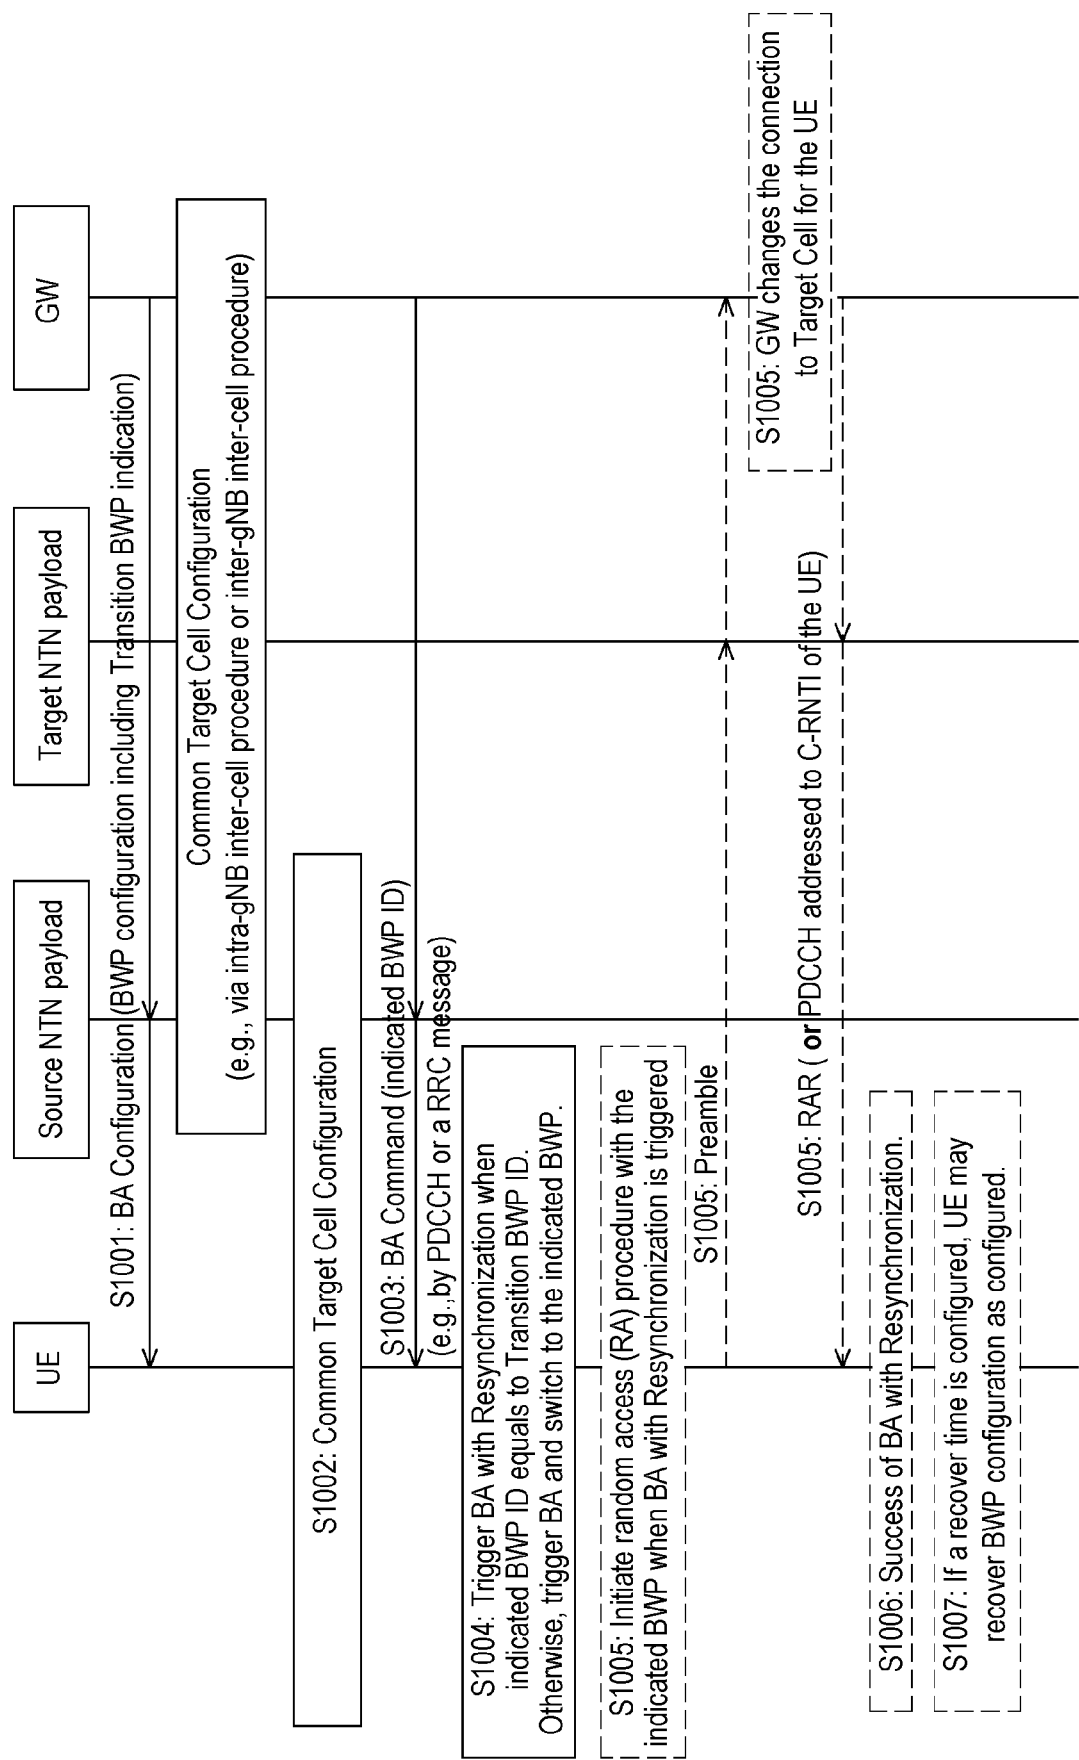 UE
Source NTN payload
Target NTN payload
GW
S1001: BA Configuration (BWP configuration including Transition BWP indication)
Common Target Cell Configuration
(e.g., via intra-gNB inter-cell procedure or inter-gNB inter-cell procedure)
S1002: Common Target Cell Configuration
S1003: BA Command (indicated BWP ID)
(e.g.,by PDCCH or a RRC message)
S1004: Trigger BA with Resynchronization when
indicated BWP ID equals to Transition BWP ID.
Otherwise, trigger BA and switch to the indicated BWP.
S1005: Initiate random access (RA) procedure with the
indicated BWP when BA with Resynchronization is triggered
S1005: Preamble
S1005: GW changes the connection
to Target Cell for the UE
S1005: RAR ( or PDCCH addressed to C-RNTI of the UE)
S1006: Success of BA with Resynchronization.
S1007: If a recover time is configured, UE may
recover BWP configuration as configured.